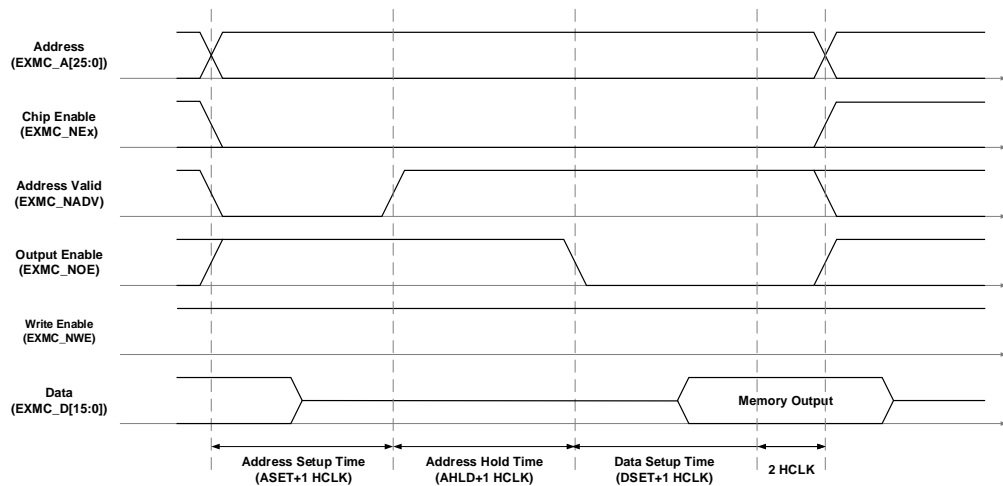 Address
(EXMC_A[25:0])
Chip Enable
(EXMC_NEx)
Address Valid
(EXMC_NADV)
Output Enable
(EXMC_NOE)
Write Enable
(EXMC_NWE)
Data
(EXMC_D[15:0])
Memory Output
Address Setup Time
(ASET+1 HCLK)
Address Hold Time
(AHLD+1 HCLK)
Data Setup Time
(DSET+1 HCLK)
2 HCLK